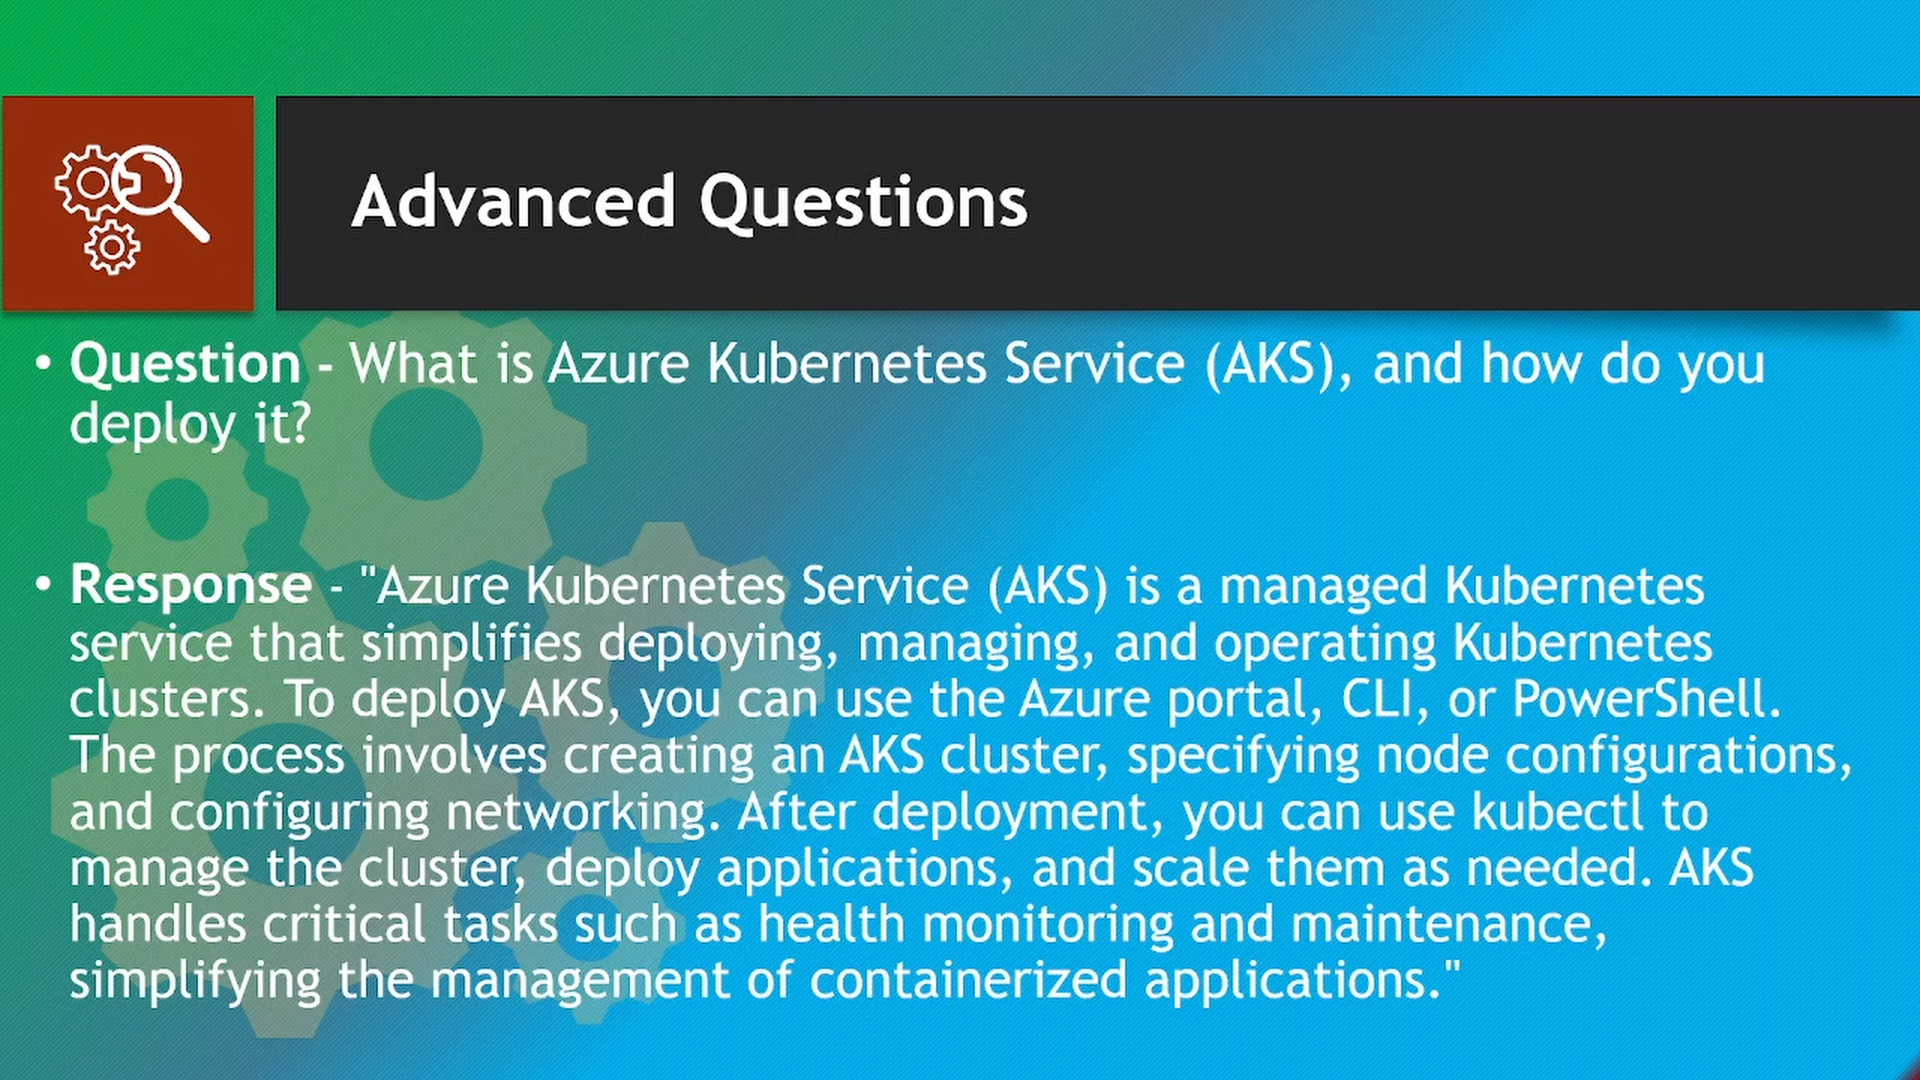 Advanced Questions
• Question - What is Azure Kubernetes Service (AKS), and how do you
deploy it?
• Response - "Azure Kubernetes Service (AKS) is a managed Kubernetes
service that simplifies deploying, managing, and operating Kubernetes
clusters. To deploy AKS, you can use the Azure portal, CLI, or PowerShell.
The process involves creating an AKS cluster, specifying node configurations,
and configuring networking. After deployment, you can use kubectl to
manage the cluster, deploy applications, and scale them as needed. AKS
handles critical tasks such as health monitoring and maintenance,
simplifying the management of containerized applications."